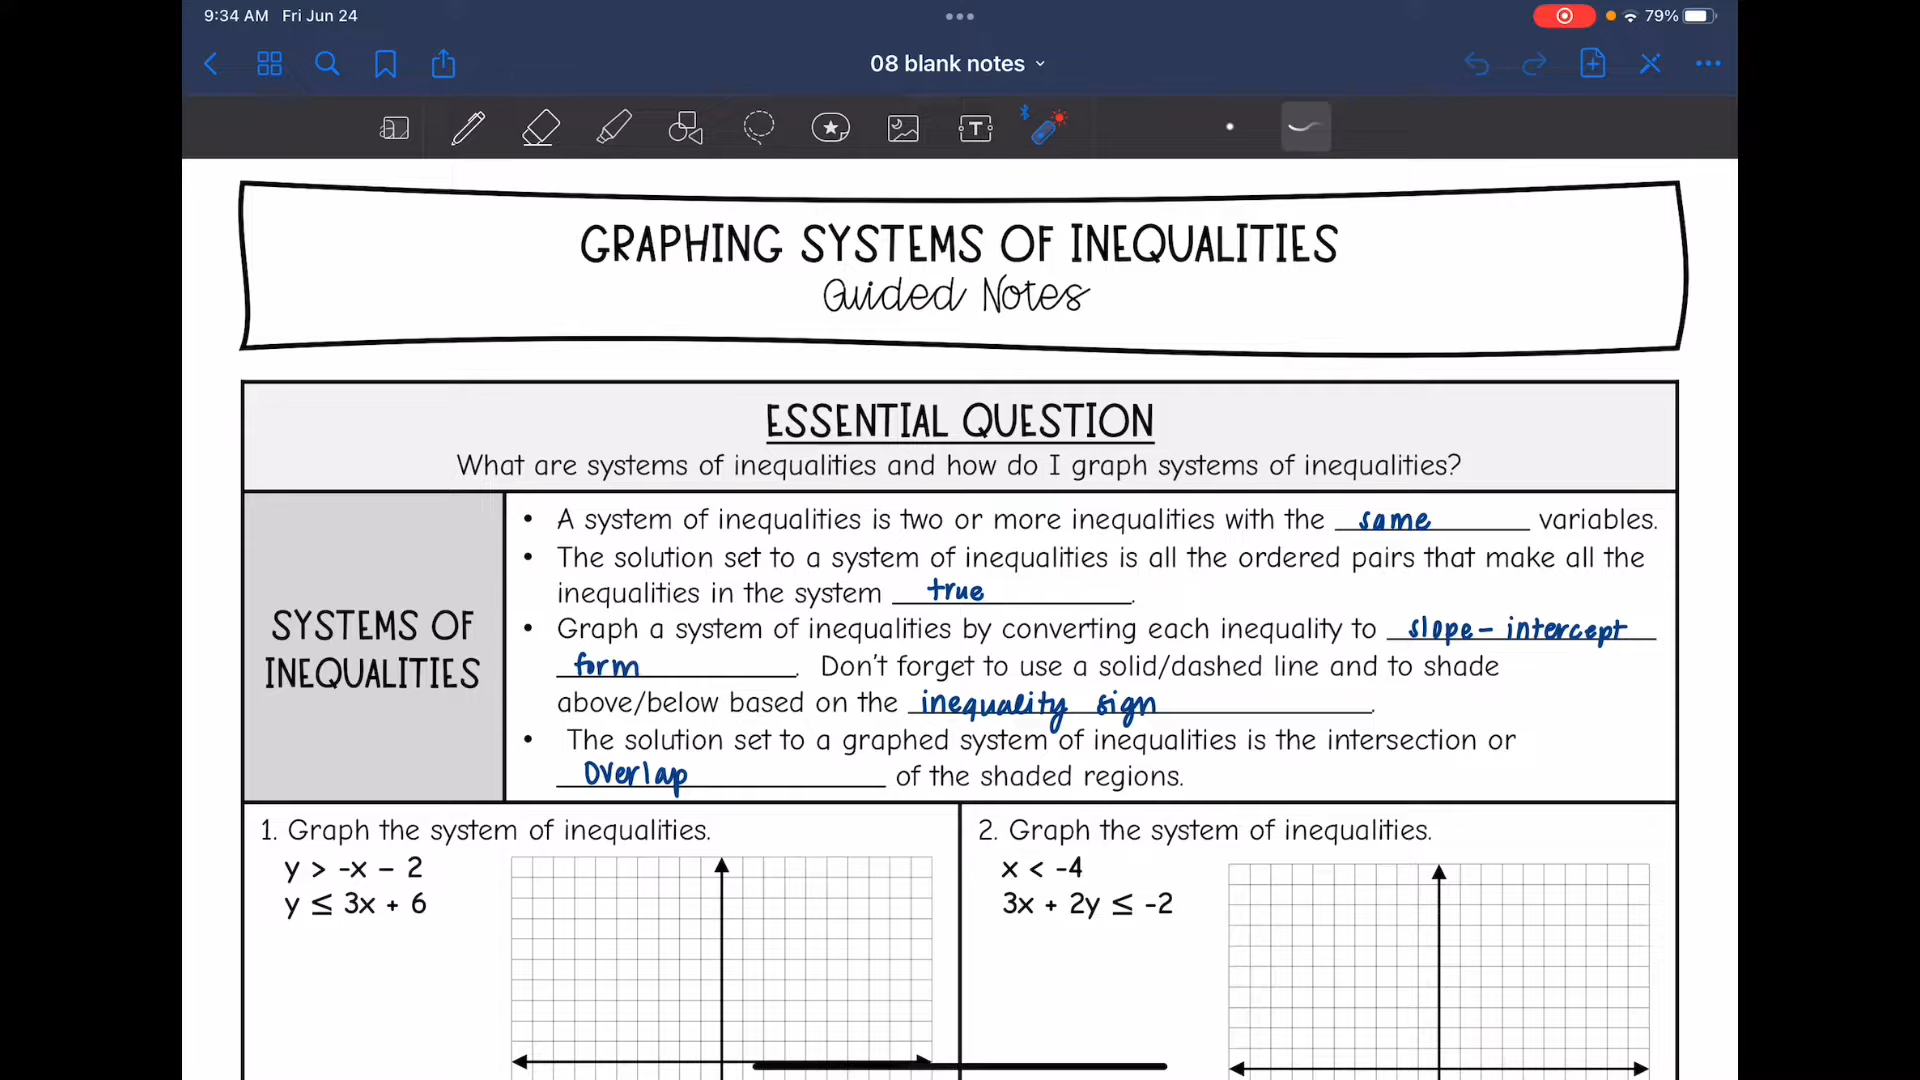 9:34 AM Fri Jun 24
79%
08 blank notes
T
GRAPHING SYSTEMS OF INEQUALITIES
Guided Notes
ESSENTIAL QUESTION
What are systems of inequalities and how do I graph systems of inequalities?
SYSTEMS OF
INEQUALITIES
• A system of inequalities is two or more inequalities with the same variables.
• The solution set to a system of inequalities is all the ordered pairs that make all the
inequalities in the system true.
• Graph a system of inequalities by converting each inequality to slope-intercept
form. Don't forget to use a solid/dashed line and to shade
above/below based on the inequality sign.
• The solution set to a graphed system of inequalities is the intersection or
Overlap of the shaded regions.
1. Graph the system of inequalities.
y > -x – 2
y ≤ 3x + 6
2. Graph the system of inequalities.
x < -4
3x + 2y ≤ -2